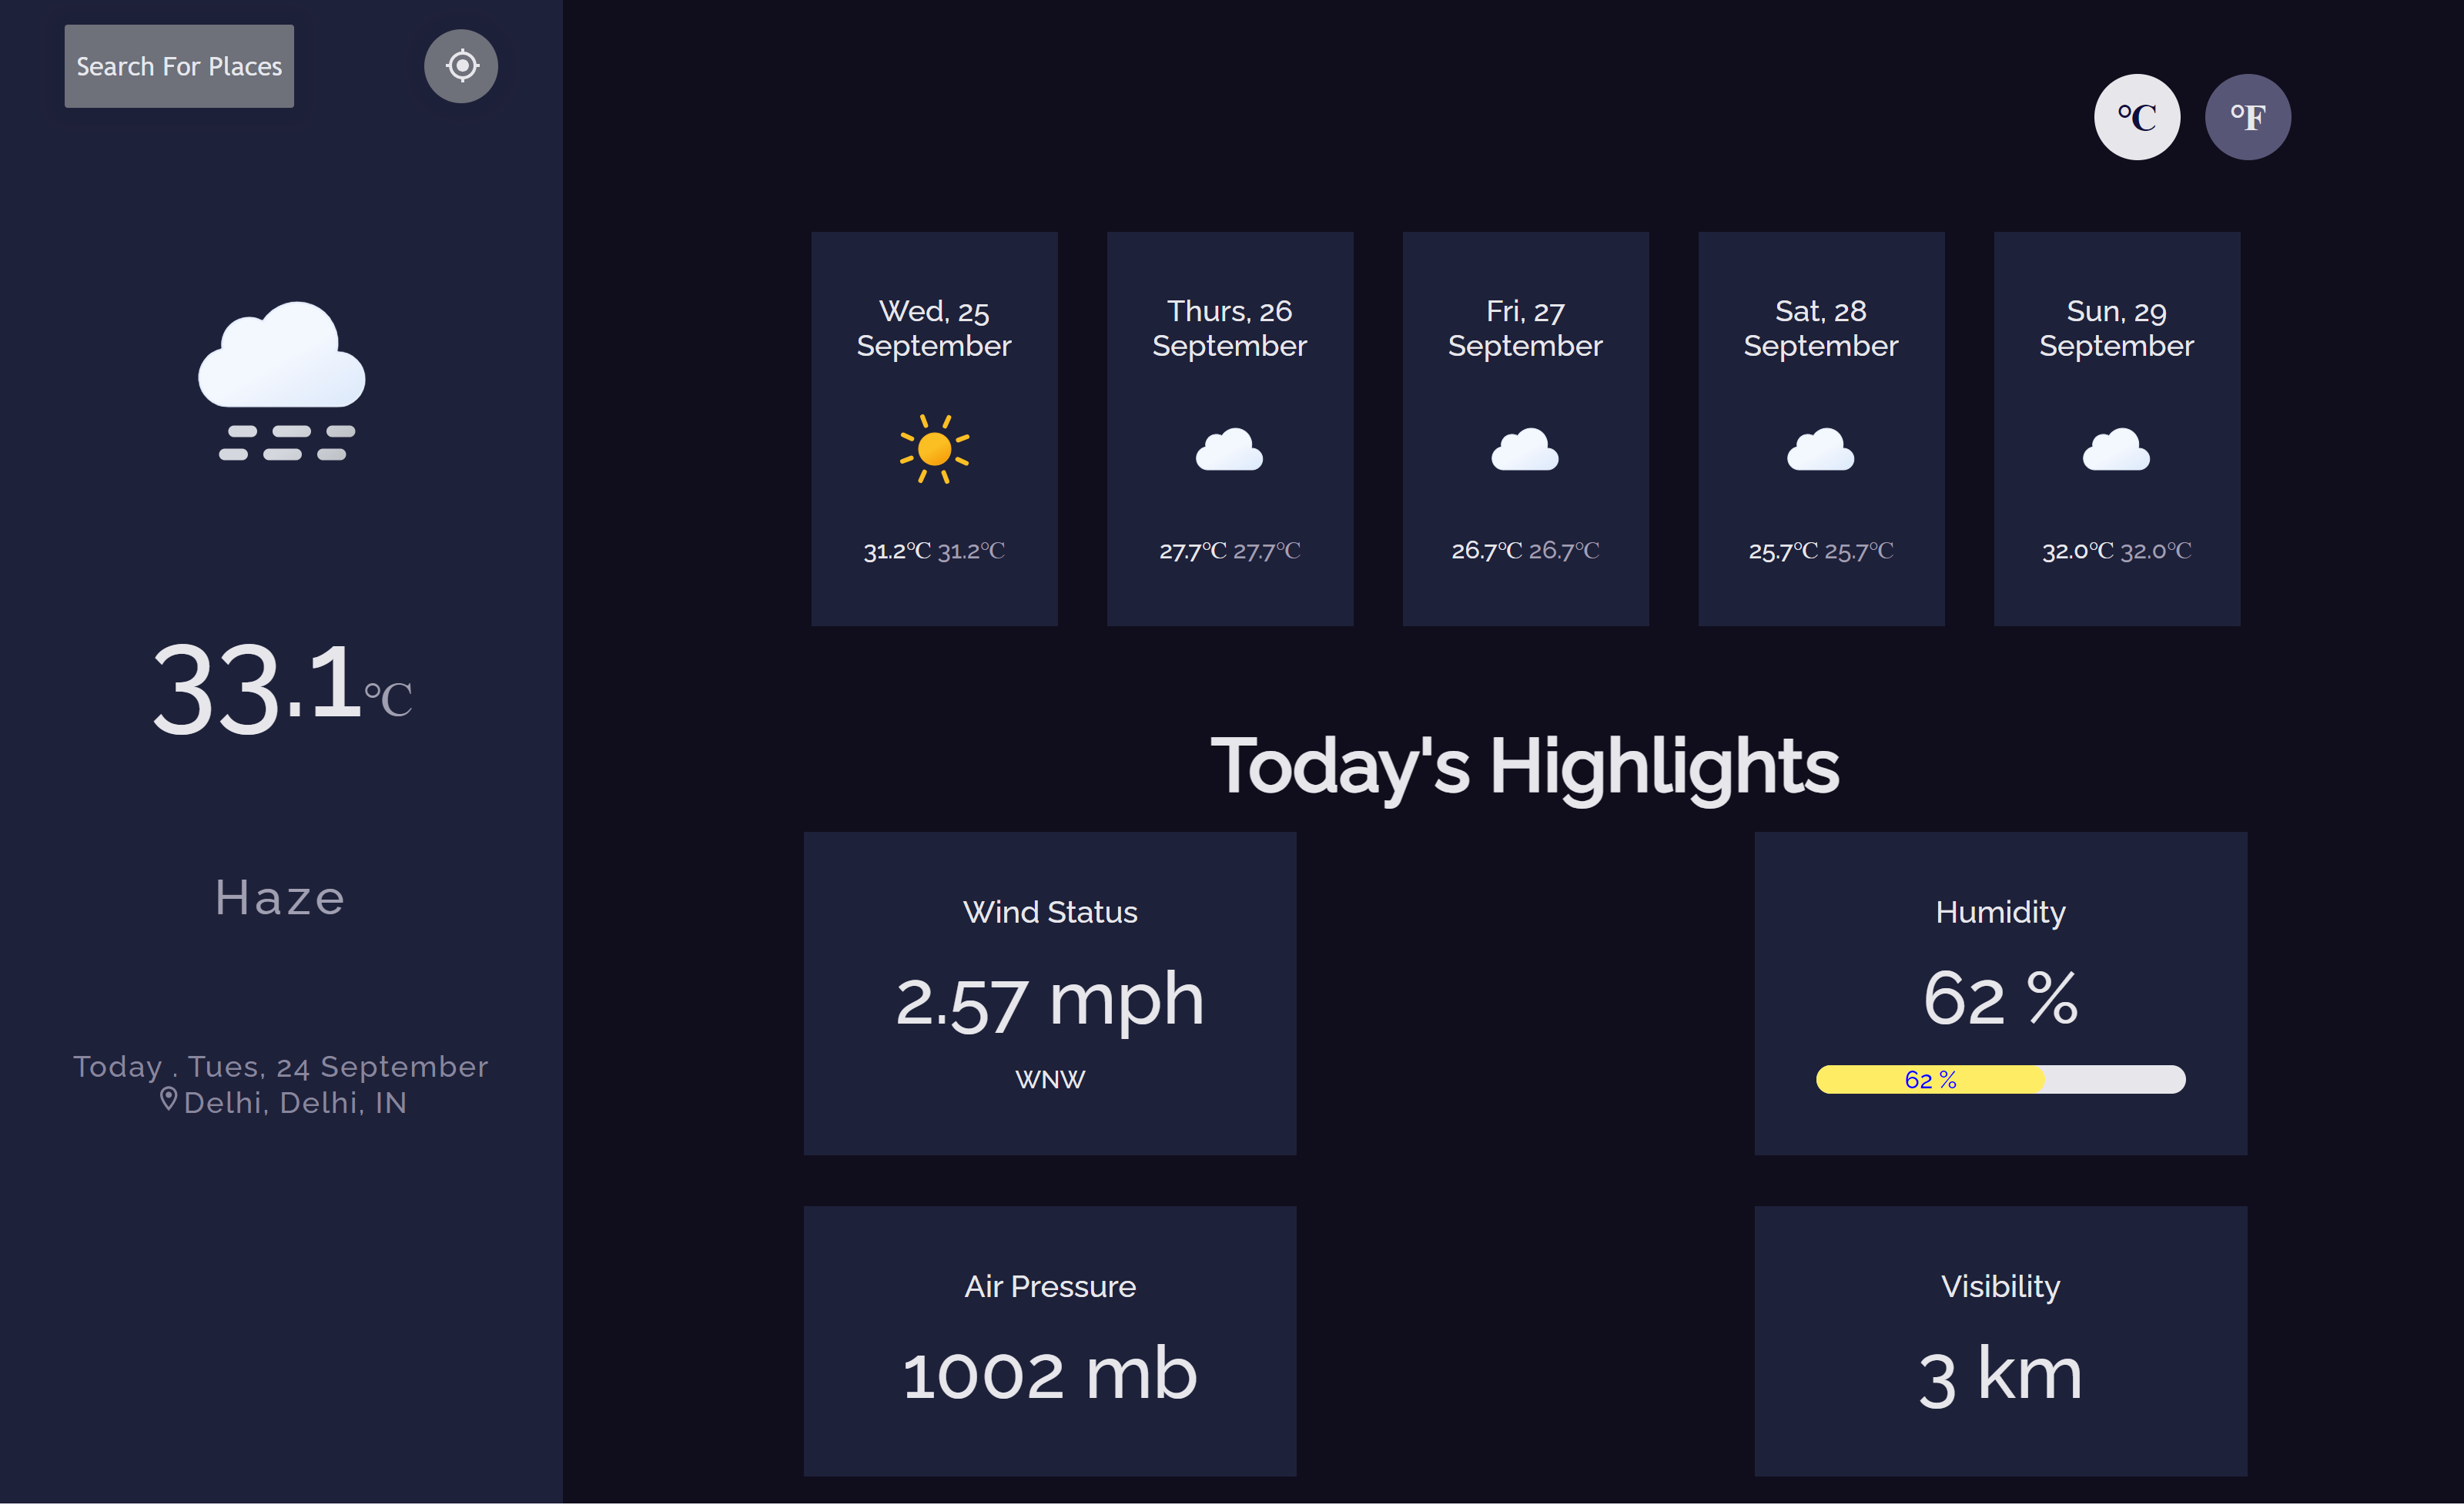 Search For Places
33.1℃
Haze
Today . Tues, 24 September
Delhi, Delhi, IN
℃ ℉
Wed, 25
September
31.2℃ 31.2℃
Thurs, 26
September
27.7℃ 27.7℃
Fri, 27
September
26.7℃ 26.7℃
Sat, 28
September
25.7℃ 25.7℃
Sun, 29
September
32.0℃ 32.0℃
Today's Highlights
Wind Status
2.57 mph
WNW
Humidity
62 %
62 %
Air Pressure
1002 mb
Visibility
3 km